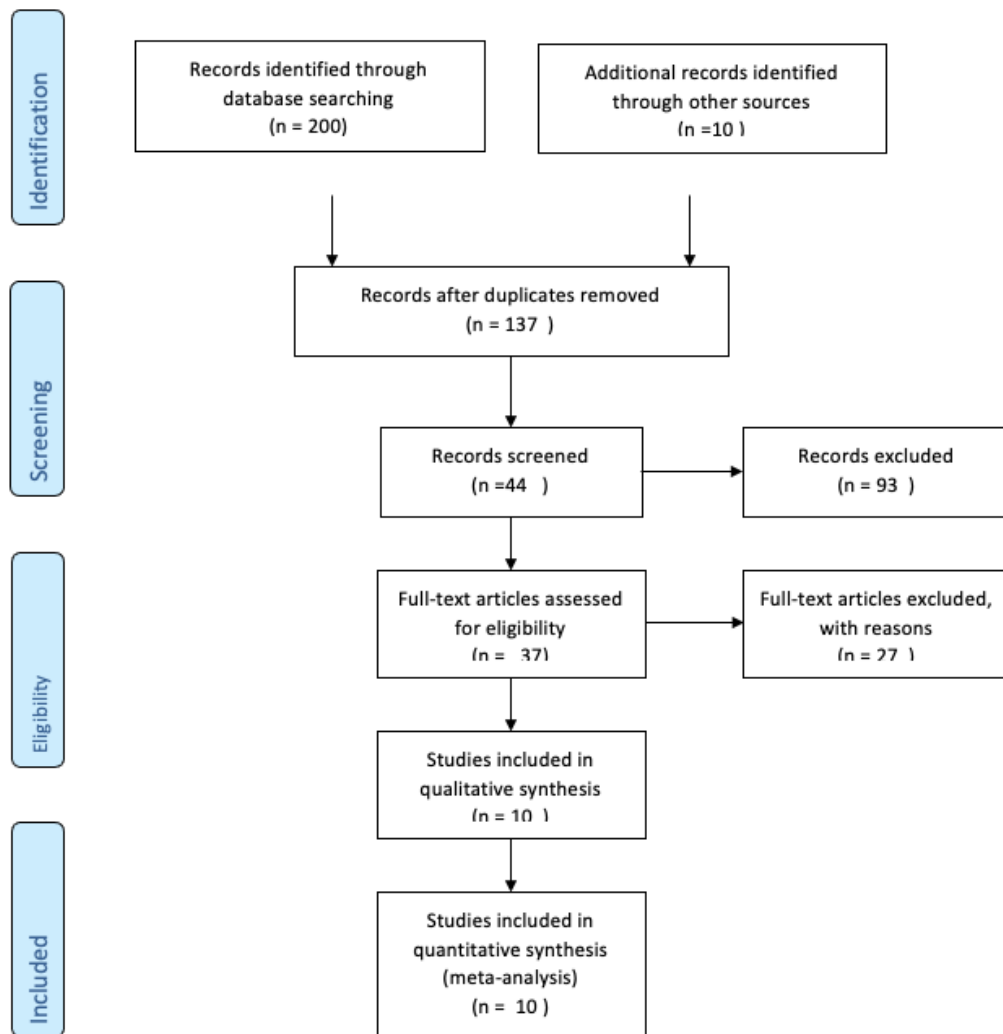 Identification
Records identified through
database searching
(n = 200)
Additional records identified
through other sources
(n =10 )
Screening
Records after duplicates removed
(n = 137 )
Records screened
(n =44 )
Records excluded
(n = 93 )
Eligibility
Full-text articles assessed
for eligibility
(n = 37)
Full-text articles excluded,
with reasons
(n = 27 )
Studies included in
qualitative synthesis
(n = 10 )
Included
Studies included in
quantitative synthesis
(meta-analysis)
(n = 10 )